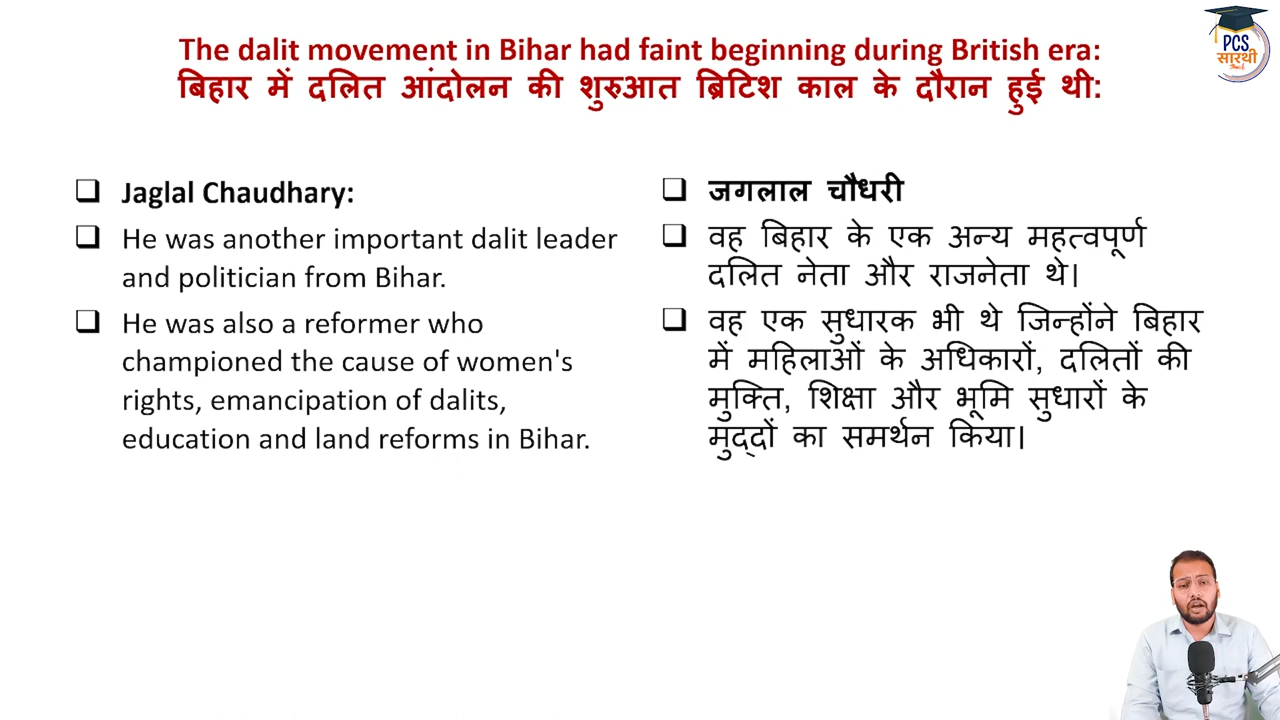 The dalit movement in Bihar had faint beginning during British era:
बिहार में दलित आंदोलन की शुरुआत ब्रिटिश काल के दौरान हुई थी:
PCS
सारथी
Jaglal Chaudhary:
He was another important dalit leader
and politician from Bihar.
He was also a reformer who
championed the cause of women's
rights, emancipation of dalits,
education and land reforms in Bihar.
जगलाल चौधरी
वह बिहार के एक अन्य महत्वपूर्ण
दलित नेता और राजनेता थे।
वह एक सुधारक भी थे जिन्होंने बिहार
में महिलाओं के अधिकारों, दलितों की
मुक्ति, शिक्षा और भूमि सुधारों के
मुद्दों का समर्थन किया।